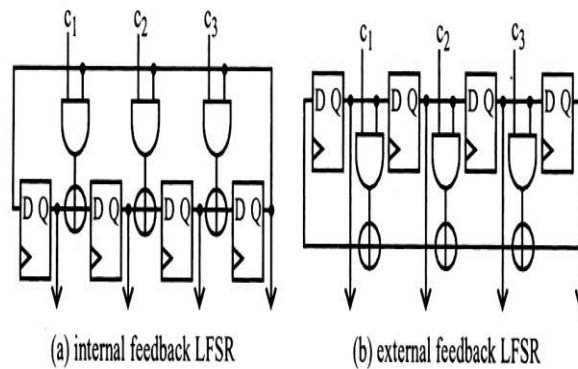 c1 c2 c3
c1 c2 c3
D Q D Q D Q D Q
D Q D Q D Q D Q
(a) internal feedback LFSR
(b) external feedback LFSR